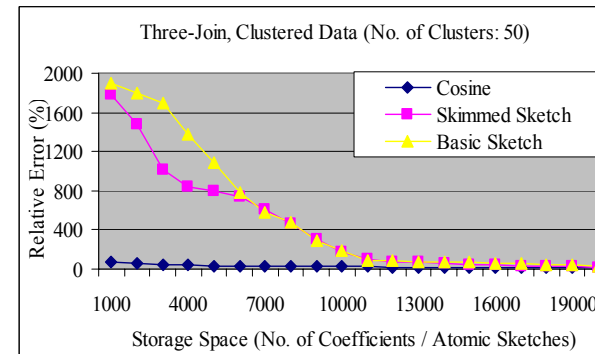 Three-Join, Clustered Data (No. of Clusters: 50)
Relative Error (%)
2000
1600
1200
800
400
0
Cosine
Skimmed Sketch
Basic Sketch
1000 4000 7000 10000 13000 16000 19000
Storage Space (No. of Coefficients / Atomic Sketches)